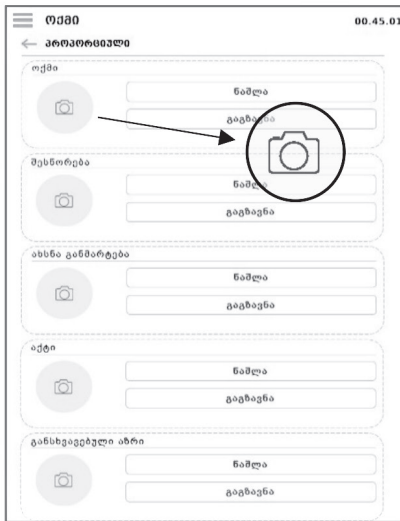 ოქმი 00.45.01
პროპორციული
ოქმი
წაშლა
გაგზავნა
შესწორება
წაშლა
გაგზავნა
ახსნა განმარტება
წაშლა
გაგზავნა
აქტი
წაშლა
გაგზავნა
განსხვავებული აზრი
წაშლა
გაგზავნა